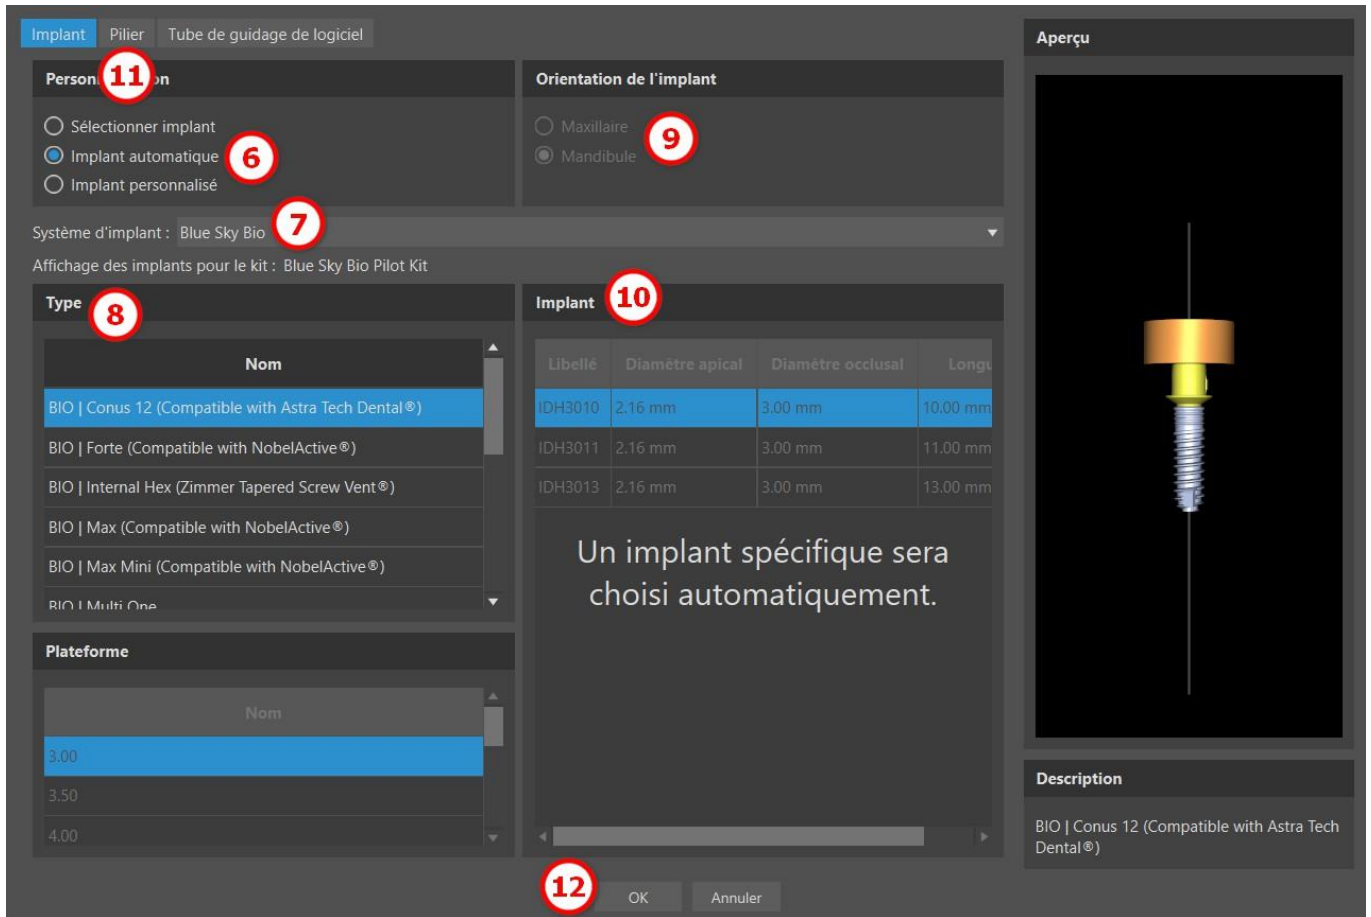 Implant Pilier Tube de guidage de logiciel
11
Orientation de l'implant
Sélectionner implant
Implant automatique 6
Implant personnalisé
Maxillaire
Mandibule
9
Système d'implant : Blue Sky Bio 7
Affichage des implants pour le kit : Blue Sky Bio Pilot Kit
Type 8
Nom
BIO | Conus 12 (Compatible with Astra Tech Dental®)
BIO | Forte (Compatible with NobelActive®)
BIO | Internal Hex (Zimmer Tapered Screw Vent®)
BIO | Max (Compatible with NobelActive®)
BIO | Max Mini (Compatible with NobelActive®)
BIO | Multi One
Plateforme
Nom
3.00
3.50
4.00
Implant 10
Libellé Diamètre apical Diamètre occlusal Longu
IDH3010 2.16 mm 3.00 mm 10.00 mm
IDH3011 2.16 mm 3.00 mm 11.00 mm
IDH3013 2.16 mm 3.00 mm 13.00 mm
Un implant spécifique sera
choisi automatiquement.
Aperçu
Description
BIO | Conus 12 (Compatible with Astra Tech
Dental®)
12 OK Annuler